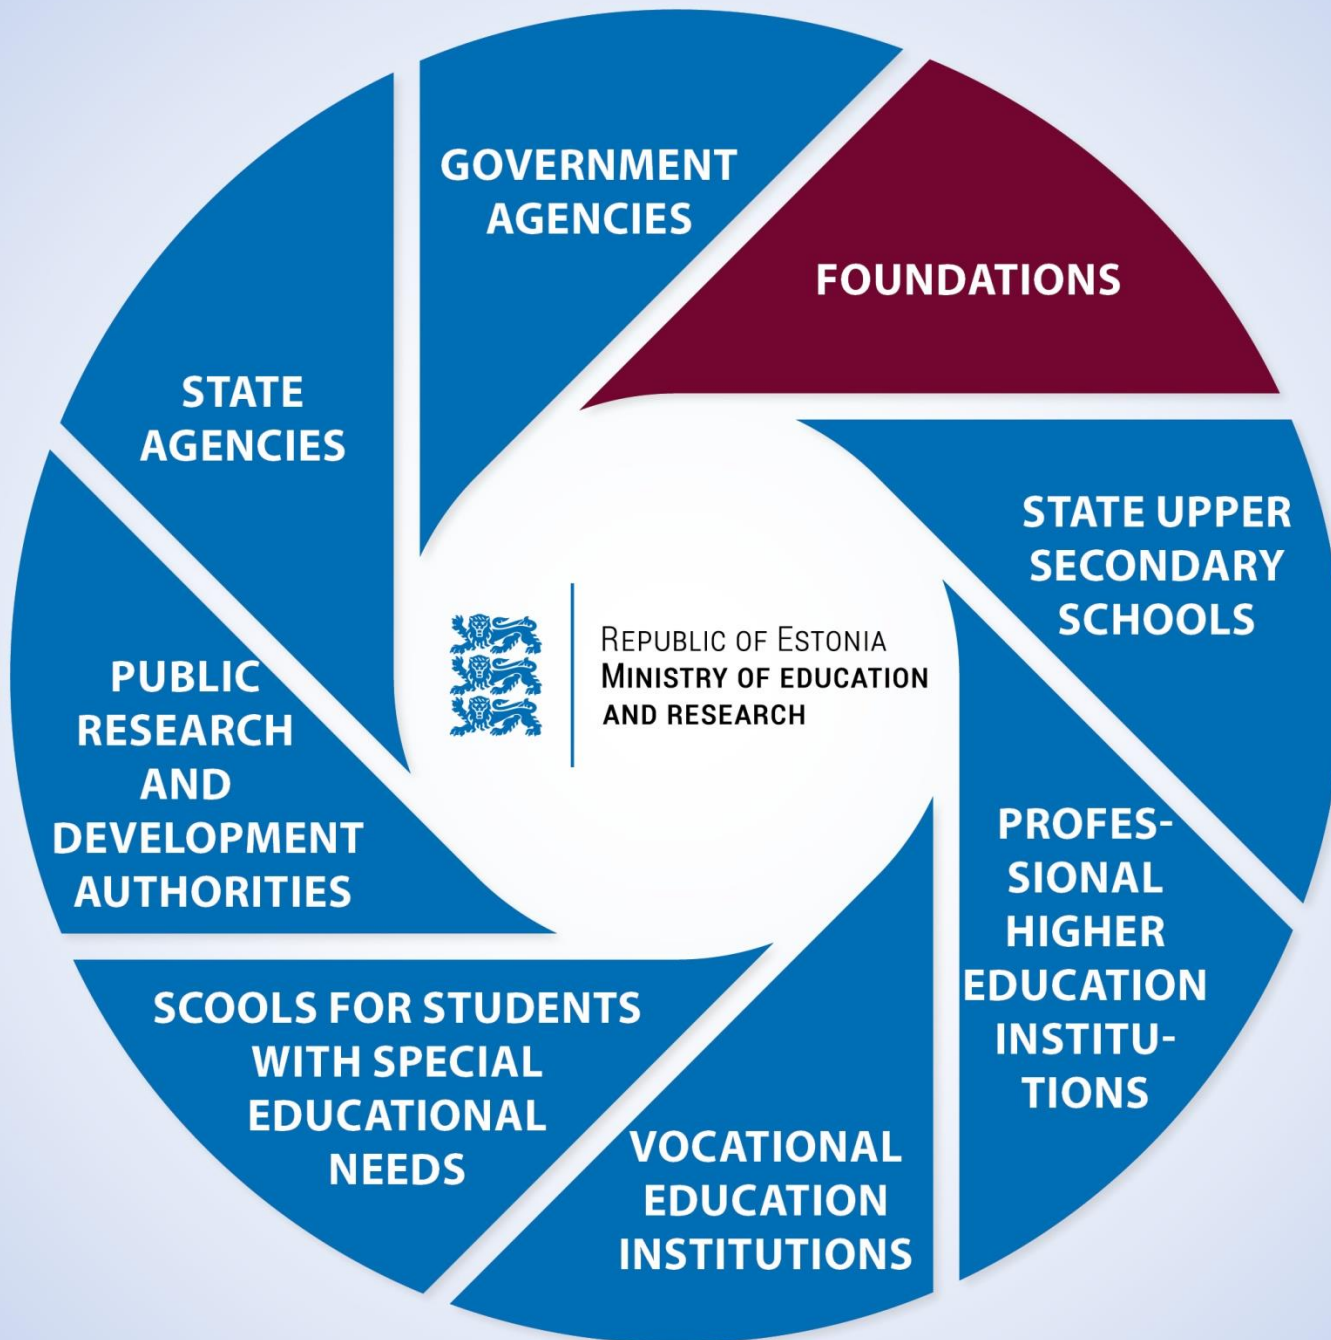 GOVERNMENT
AGENCIES
FOUNDATIONS
STATE UPPER
SECONDARY
SCHOOLS
PROFES-
SIONAL
HIGHER
EDUCATION
INSTITU-
TIONS
VOCATIONAL
EDUCATION
INSTITUTIONS
SCOOLS FOR STUDENTS
WITH SPECIAL
EDUCATIONAL
NEEDS
PUBLIC
RESEARCH
AND
DEVELOPMENT
AUTHORITIES
STATE
AGENCIES
REPUBLIC OF ESTONIA
MINISTRY OF EDUCATION
AND RESEARCH